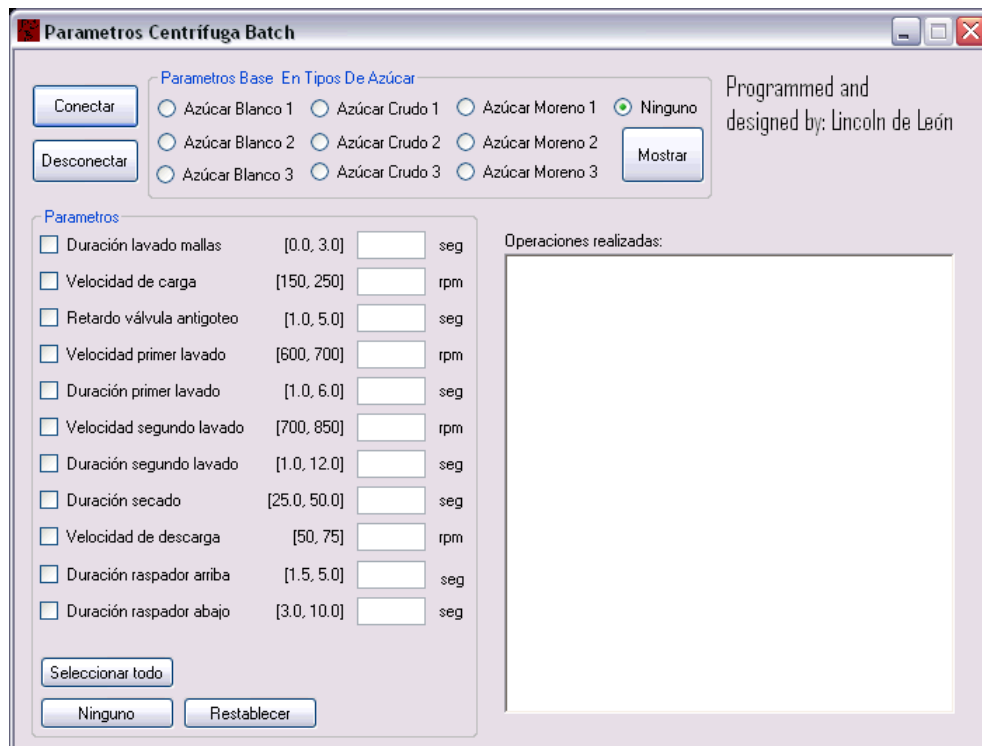 Parametros Centrífuga Batch
Conectar
Desconectar
Parametros Base En Tipos De Azúcar
Azúcar Blanco 1 Azúcar Crudo 1 Azúcar Moreno 1 Ninguno
Azúcar Blanco 2 Azúcar Crudo 2 Azúcar Moreno 2
Azúcar Blanco 3 Azúcar Crudo 3 Azúcar Moreno 3
Mostrar
Programmed and
designed by: Lincoln de León
Parametros
Duración lavado mallas [0.0, 3.0] seg
Velocidad de carga [150, 250] rpm
Retardo válvula antigoteo [1.0, 5.0] seg
Velocidad primer lavado [600, 700] rpm
Duración primer lavado [1.0, 6.0] seg
Velocidad segundo lavado [700, 850] rpm
Duración segundo lavado [1.0, 12.0] seg
Duración secado [25.0, 50.0] seg
Velocidad de descarga [50, 75] rpm
Duración raspador arriba [1.5, 5.0] seg
Duración raspador abajo [3.0, 10.0] seg
Seleccionar todo
Ninguno Restablecer
Operaciones realizadas: